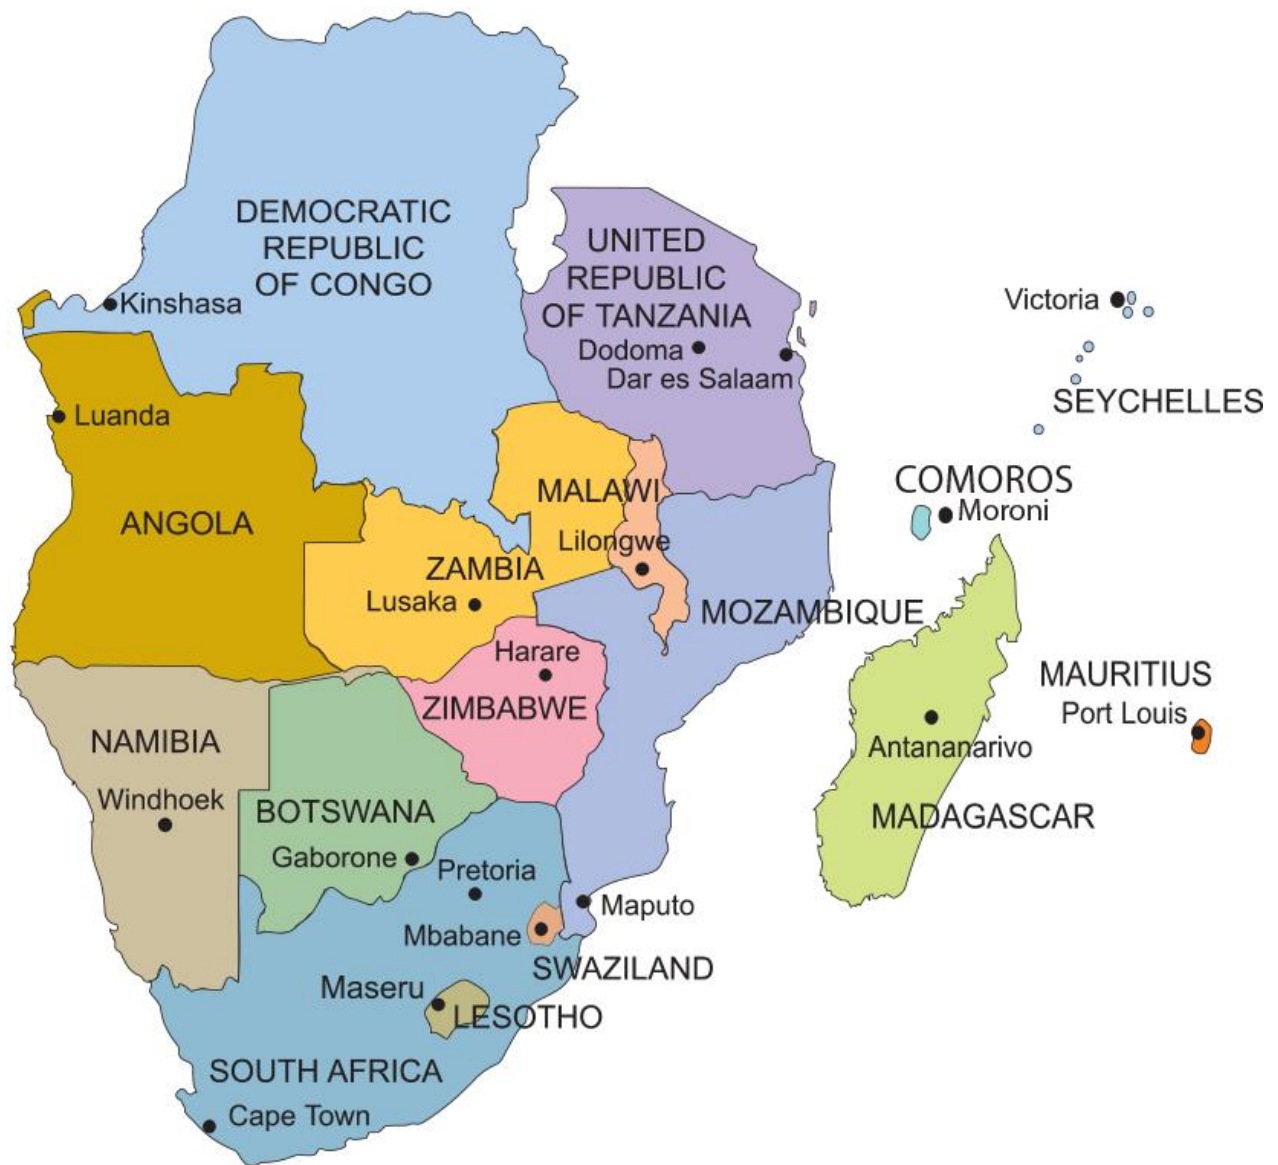 DEMOCRATIC
REPUBLIC
OF CONGO
Kinshasa
UNITED
REPUBLIC
OF TANZANIA
Dodoma
Dar es Salaam
Victoria
SEYCHELLES
Luanda
ANGOLA
COMOROS
Moroni
MALAWI
Lilongwe
ZAMBIA
Lusaka
MOZAMBIQUE
Harare
ZIMBABWE
MAURITIUS
Port Louis
NAMIBIA
Windhoek
Antananarivo
MADAGASCAR
BOTSWANA
Gaborone
Pretoria
Maputo
Mbabane
SWAZILAND
Maseru
LESOTHO
SOUTH AFRICA
Cape Town